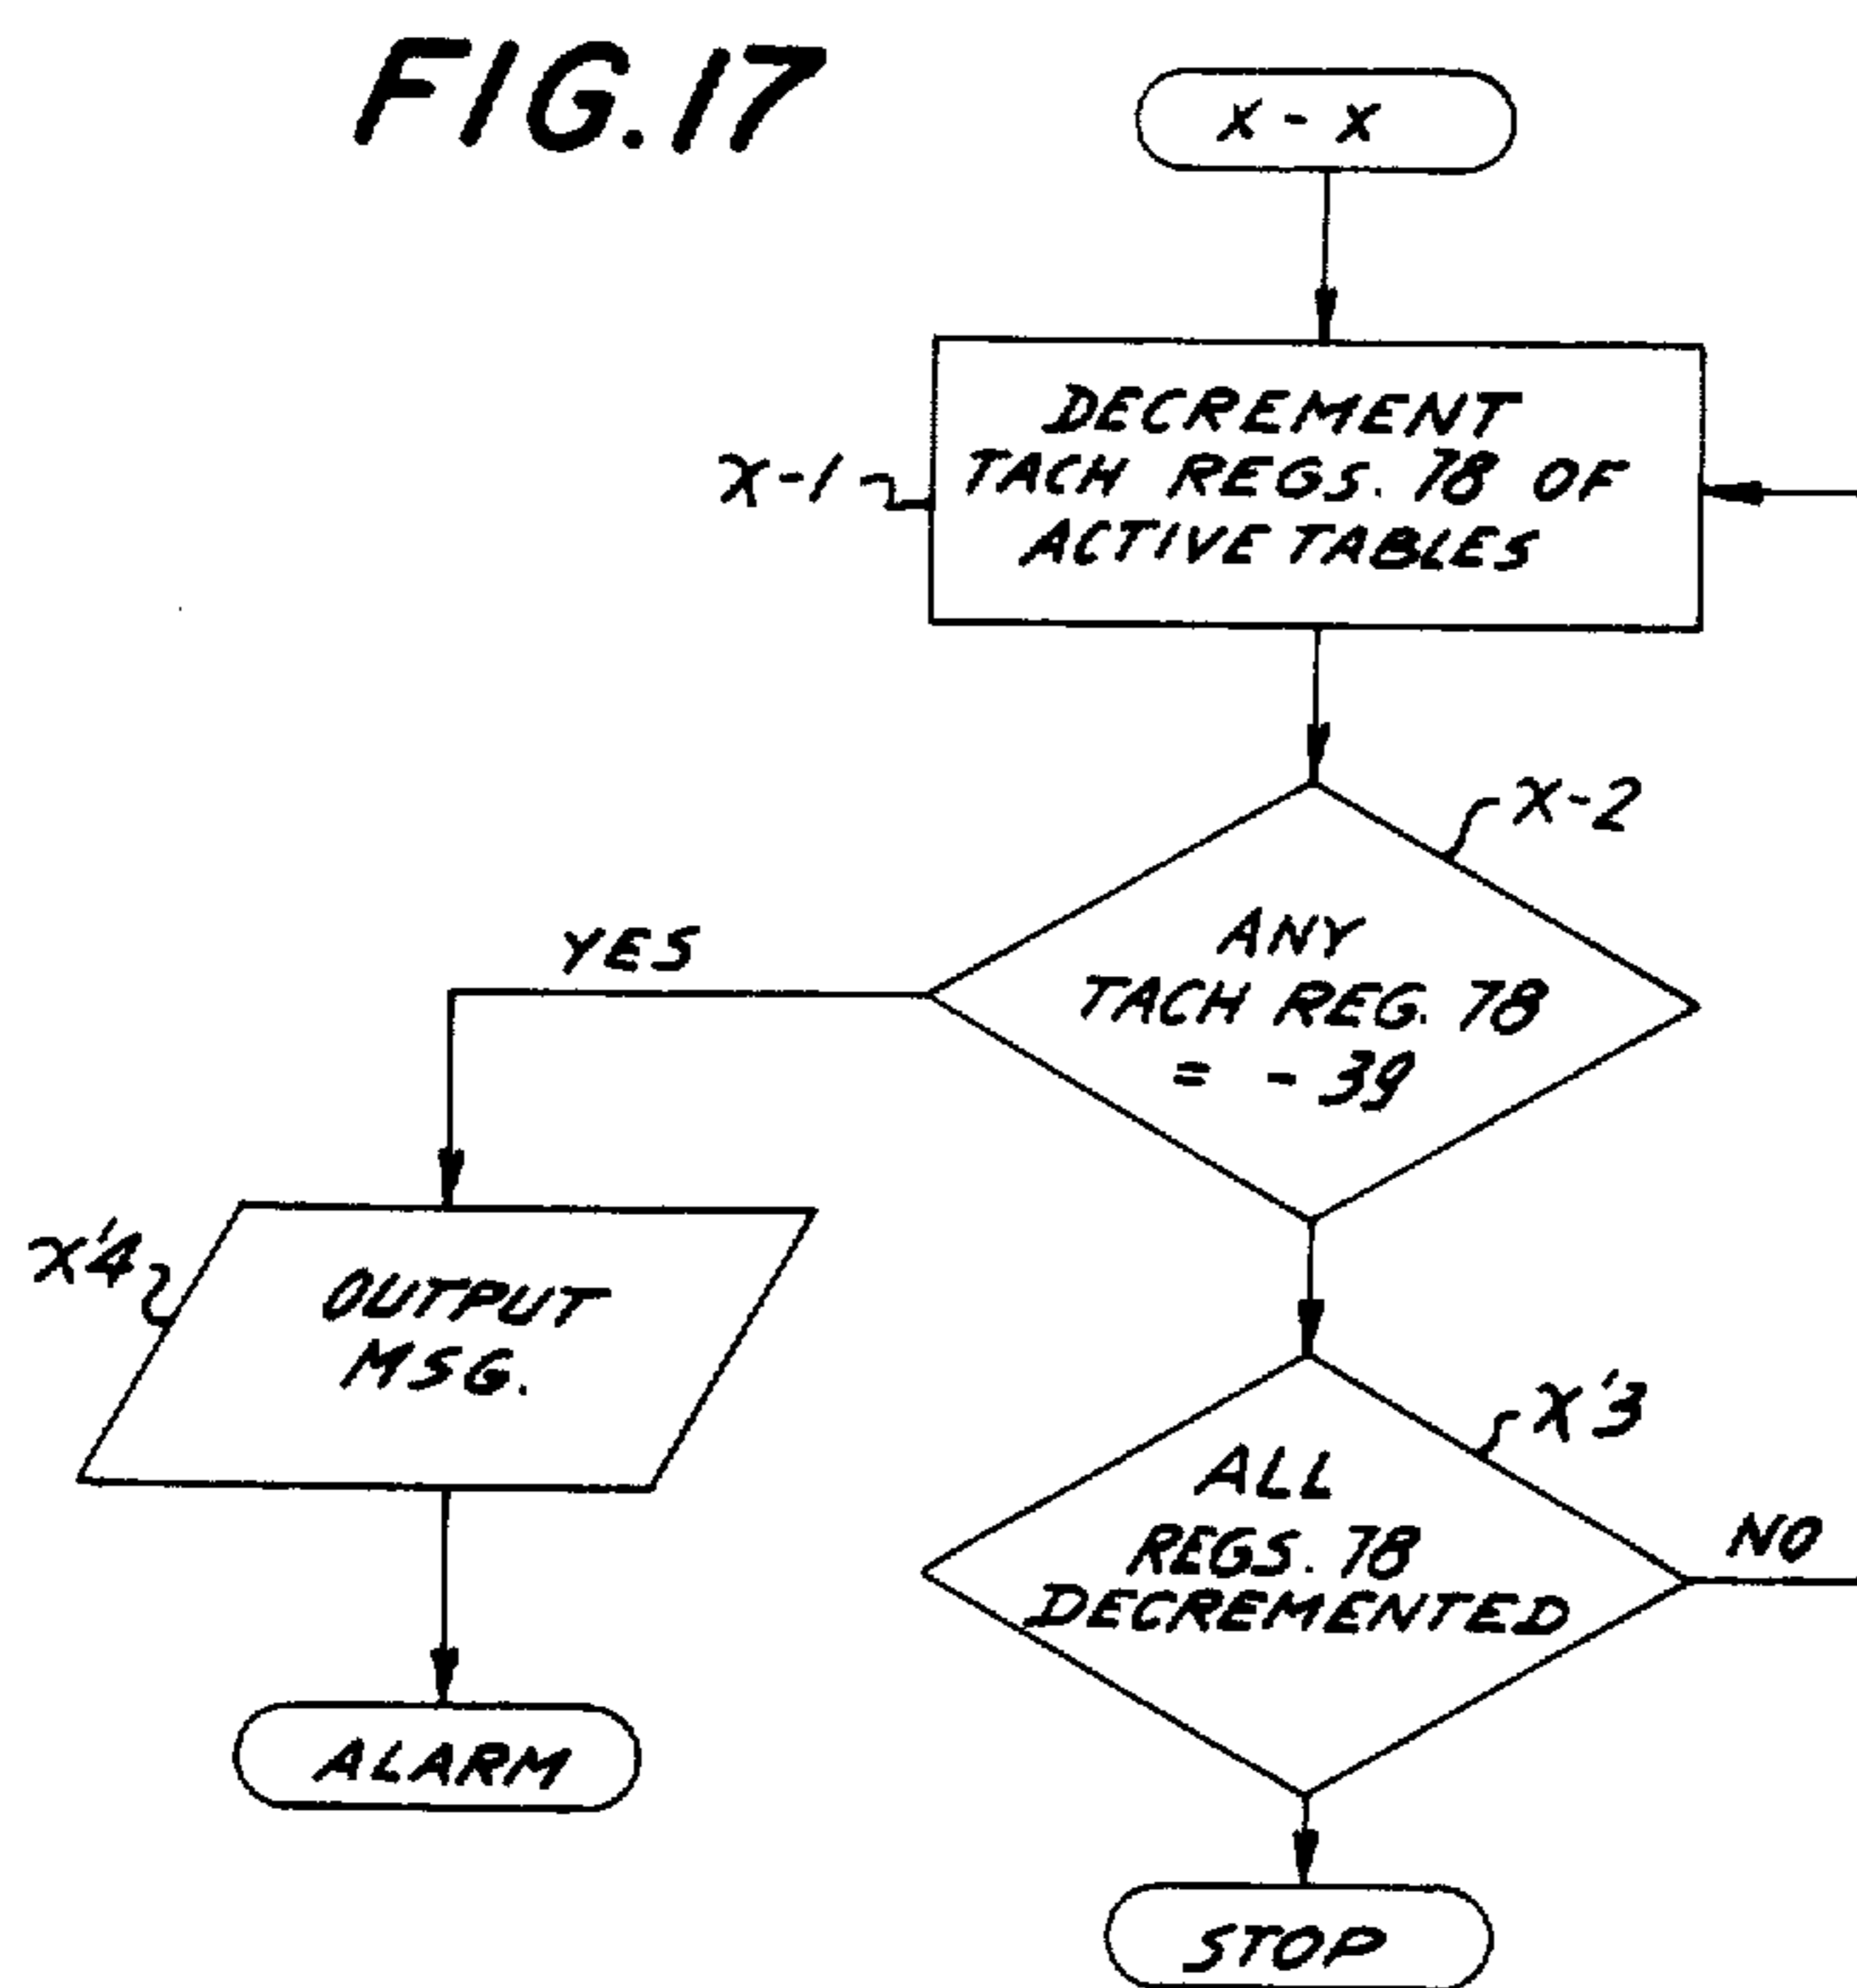 FIG. 17
X - X
DECREMENT
TACH REGS. 78 OF
ACTIVE TABLES
X-1
X-2
ANY
TACH REG. 78
= - 39
YES
X'4
OUTPUT
MSG.
X'3
ALL
REGS. 78
DECREMENTED
NO
ALARM
STOP